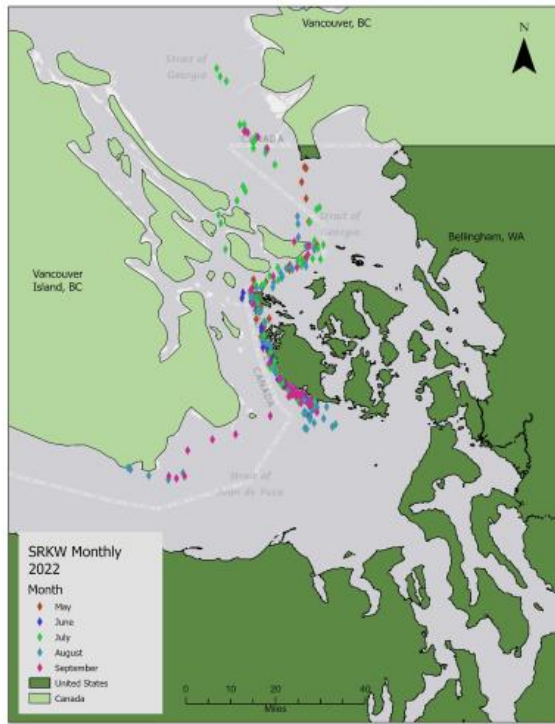 Vancouver, BC
N
Strait of
Georgia
CANADA
Strait of
Georgia
Bellingham, WA
Vancouver
Island, BC
CANADA
Strait of
Juan de Fuca
SRKW Monthly
2022
Month
May
June
July
August
September
United States
Canada
0 10 20 40
Miles